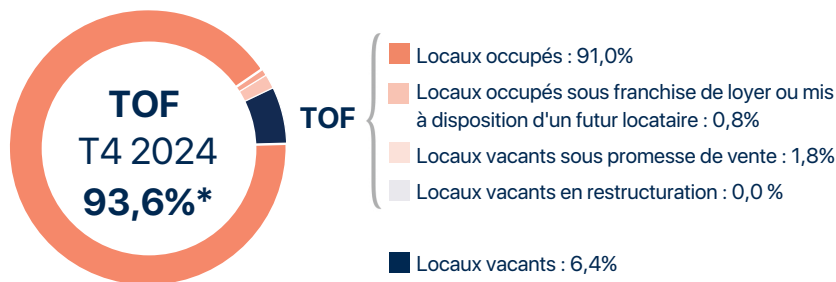 TOF
T4 2024
93,6%*
TOF
Locaux occupés : 91,0%
Locaux occupés sous franchise de loyer ou mis
à disposition d'un futur locataire : 0,8%
Locaux vacants sous promesse de vente : 1,8%
Locaux vacants en restructuration : 0,0 %
Locaux vacants : 6,4%